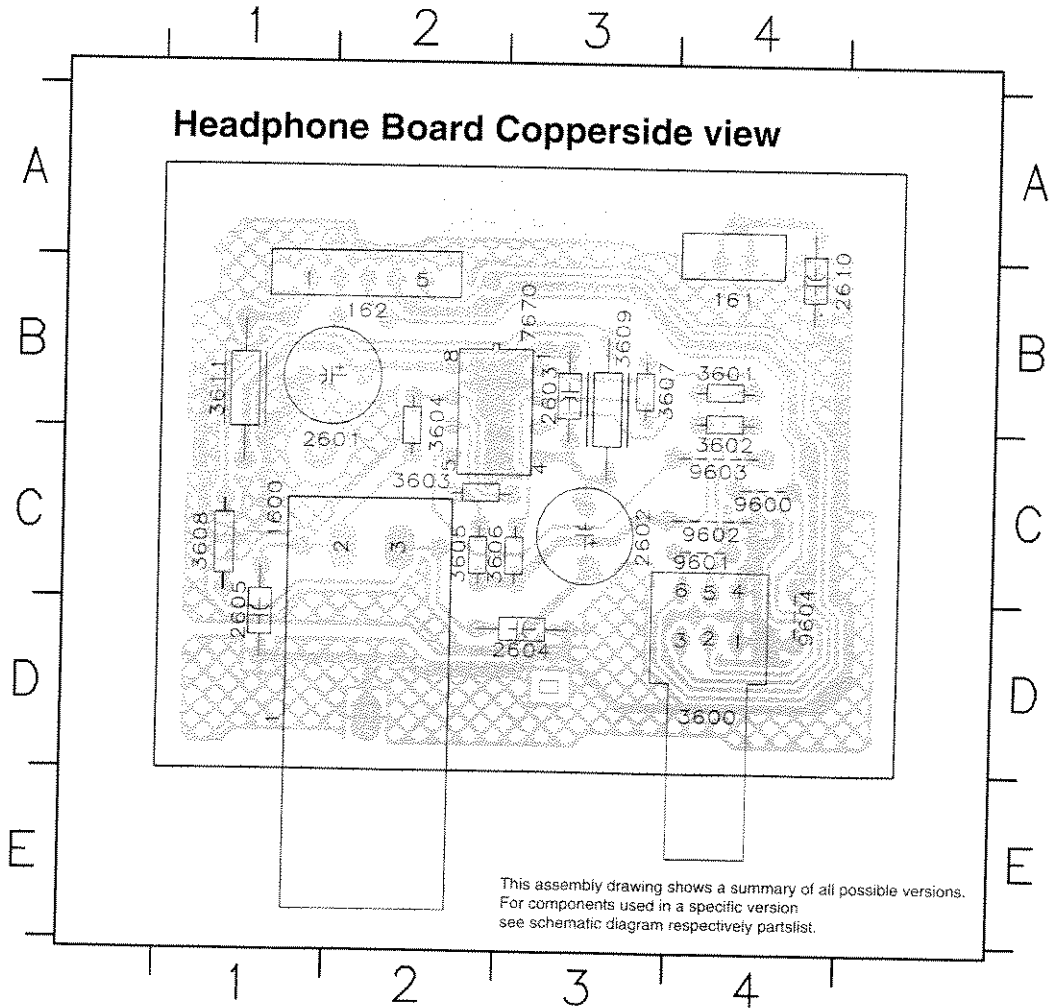 1 2 3 4
Headphone Board Copperside view
A
A
1 5
162
161
2610
B
B
7670
3609
8 1
3611
2601
3604
2603
3607
3601
3602
5 4
9603
3603
9600
C
C
3608
1600
2 3
3605
3606
2602
9602
9601
2605
6 5 4
3 2 1
9604
2604
D
D
1
3600
E
E
This assembly drawing shows a summary of all possible versions.
For components used in a specific version
see schematic diagram respectively partslist.
1 2 3 4